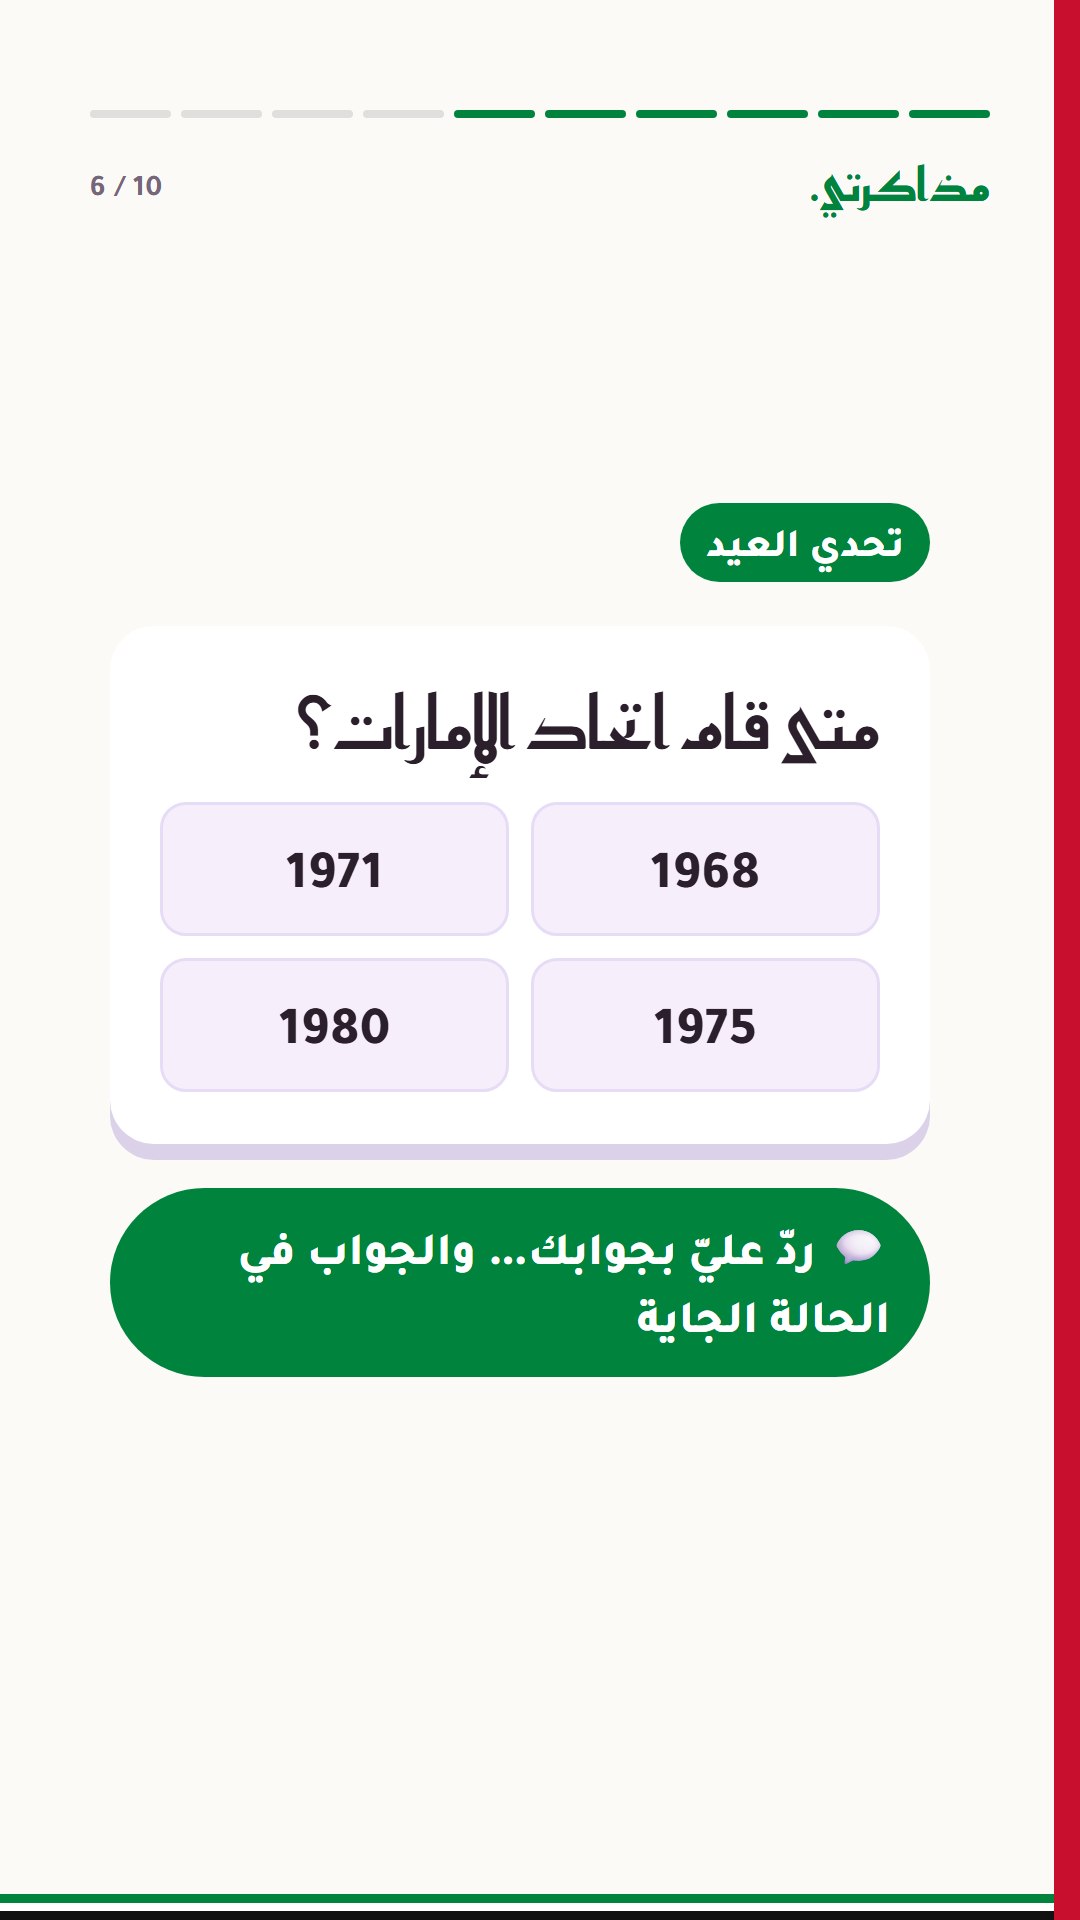 مذاكرتي.
6 / 10
تحدي العيد
متى قام اتحاد الإمارات؟
1968
1971
1975
1980
ردّ عليّ بجوابك... والجواب في
الحالة الجاية